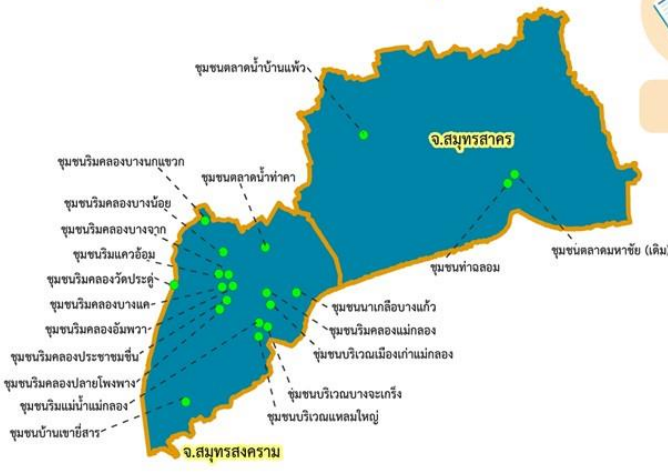 ชุมชนตลาดน้ำบ้านแพ้ว
จ.สมุทรสาคร
ชุมชนริมคลองบางนกแขวก
ชุมชนตลาดน้ำท่าคา
ชุมชนริมคลองบางน้อย
ชุมชนริมคลองบางจาก
ชุมชนริมแควอ้อม
ชุมชนตลาดมหาชัย (เดิม)
ชุมชนท่าฉลอม
ชุมชนริมคลองวัดประดู่
ชุมชนริมคลองบางแค
ชุมชนนาเกลือบางแก้ว
ชุมชนริมคลองอัมพวา
ชุมชนริมคลองแม่กลอง
ชุมชนริมคลองประชาชมชื่น
ชุมชนบริเวณเมืองเก่าแม่กลอง
ชุมชนริมคลองปลายโพงพาง
ชุมชนบริเวณบางจะเกร็ง
ชุมชนริมแม่น้ำแม่กลอง
ชุมชนบริเวณแหลมใหญ่
ชุมชนบ้านเขายี่สาร
จ.สมุทรสงคราม